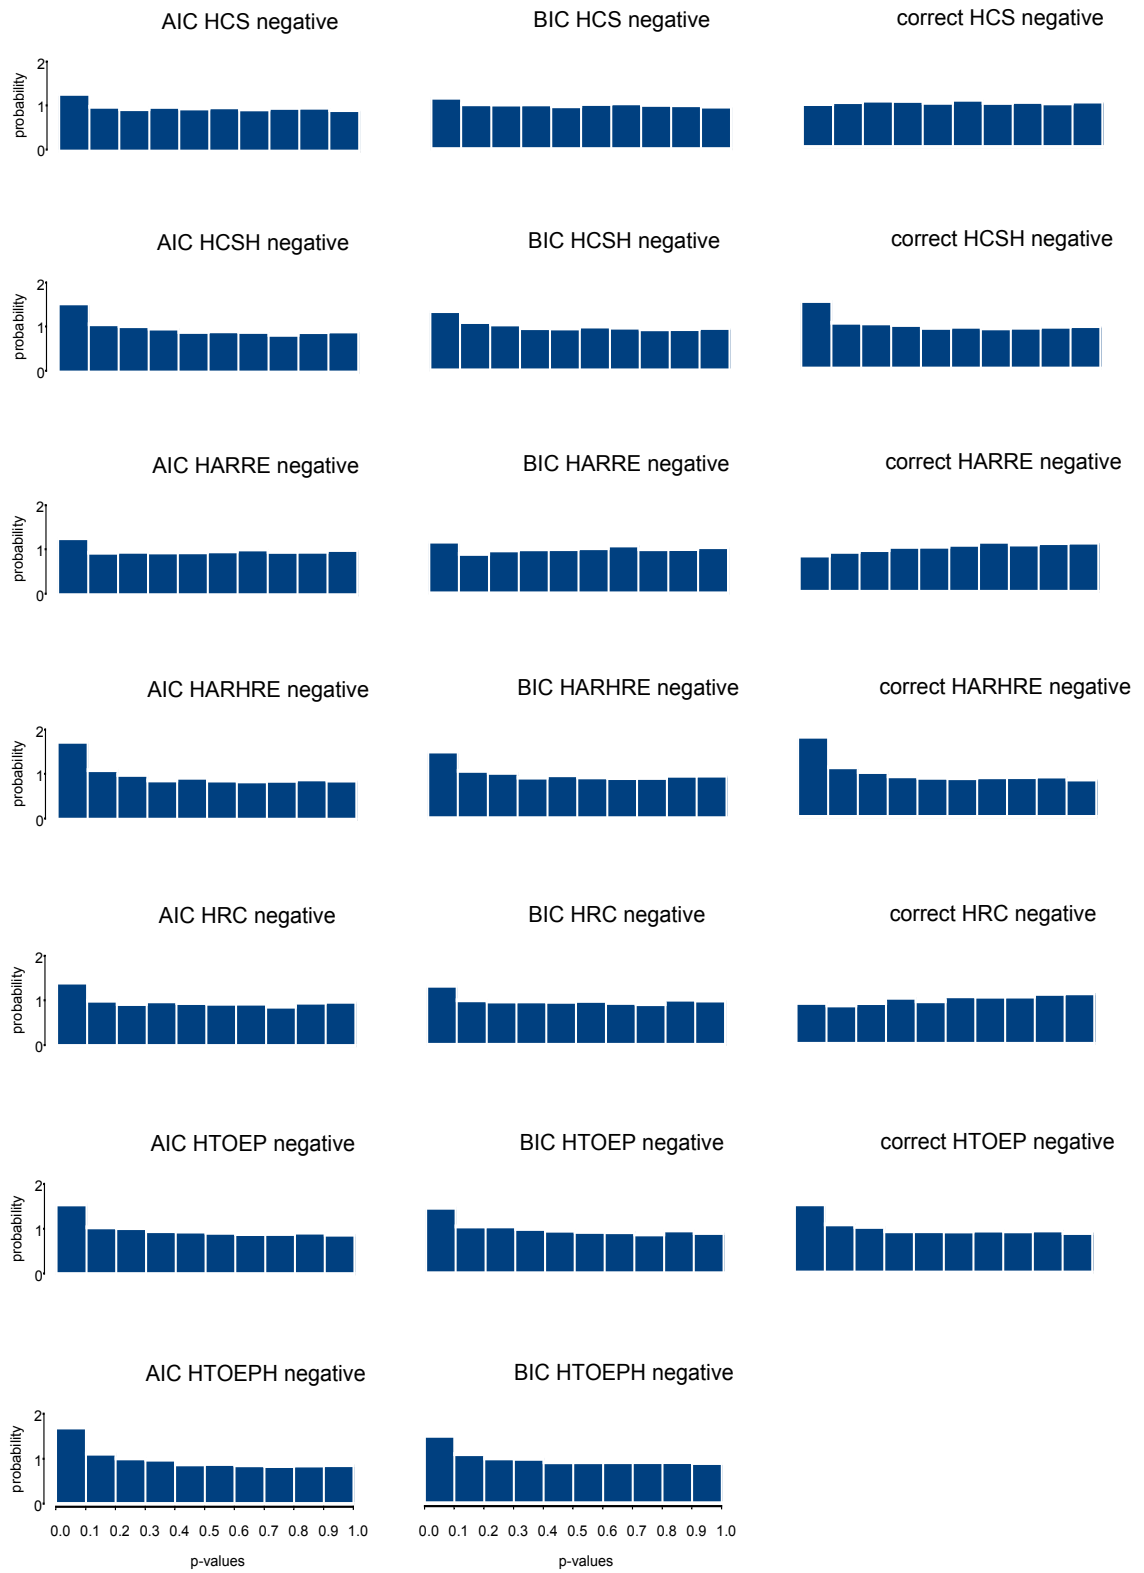 AIC HCS negative
BIC HCS negative
correct HCS negative
probability
2
1
0
AIC HCSH negative
BIC HCSH negative
correct HCSH negative
probability
2
1
0
AIC HARRE negative
BIC HARRE negative
correct HARRE negative
probability
2
1
0
AIC HARHRE negative
BIC HARHRE negative
correct HARHRE negative
probability
2
1
0
AIC HRC negative
BIC HRC negative
correct HRC negative
probability
2
1
0
AIC HTOEP negative
BIC HTOEP negative
correct HTOEP negative
probability
2
1
0
AIC HTOEPH negative
BIC HTOEPH negative
probability
2
1
0
0.0 0.1 0.2 0.3 0.4 0.5 0.6 0.7 0.8 0.9 1.0
0.0 0.1 0.2 0.3 0.4 0.5 0.6 0.7 0.8 0.9 1.0
p-values
p-values